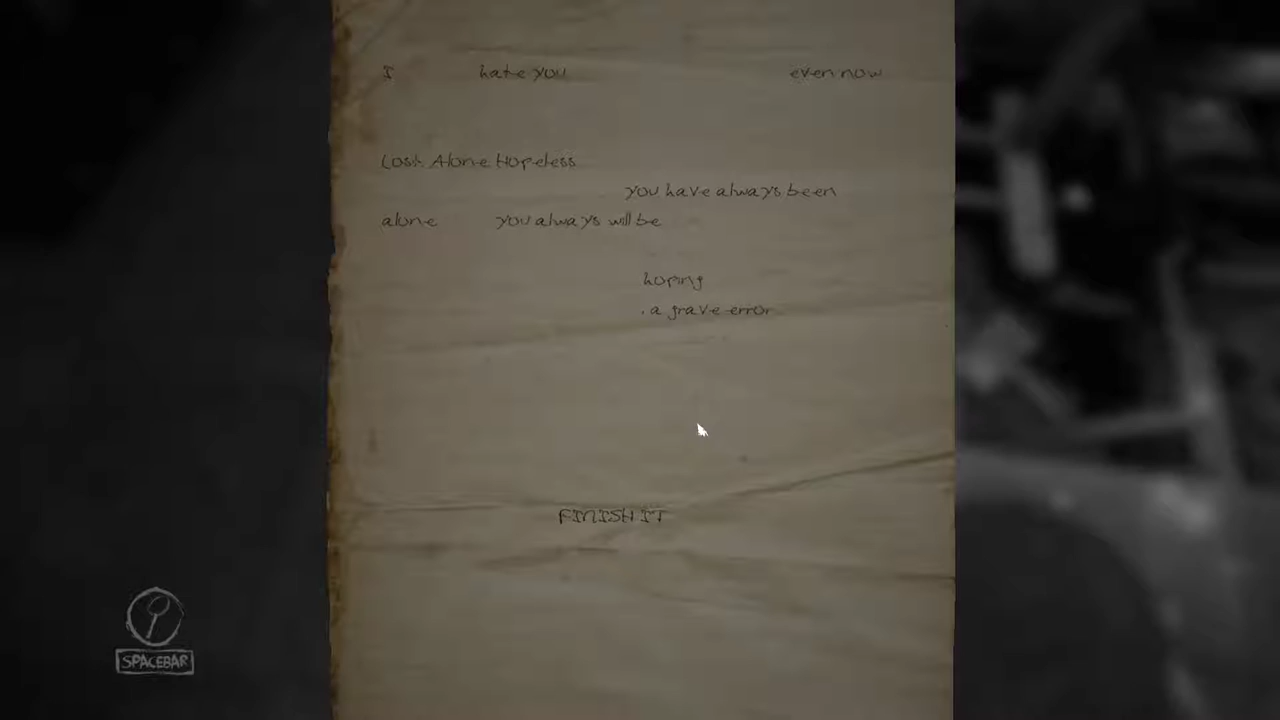 I hate you even now
Lost Alone Hopeless
you have always been
alone you always will be
hoping
. a grave error
FINISH IT
SPACEBAR